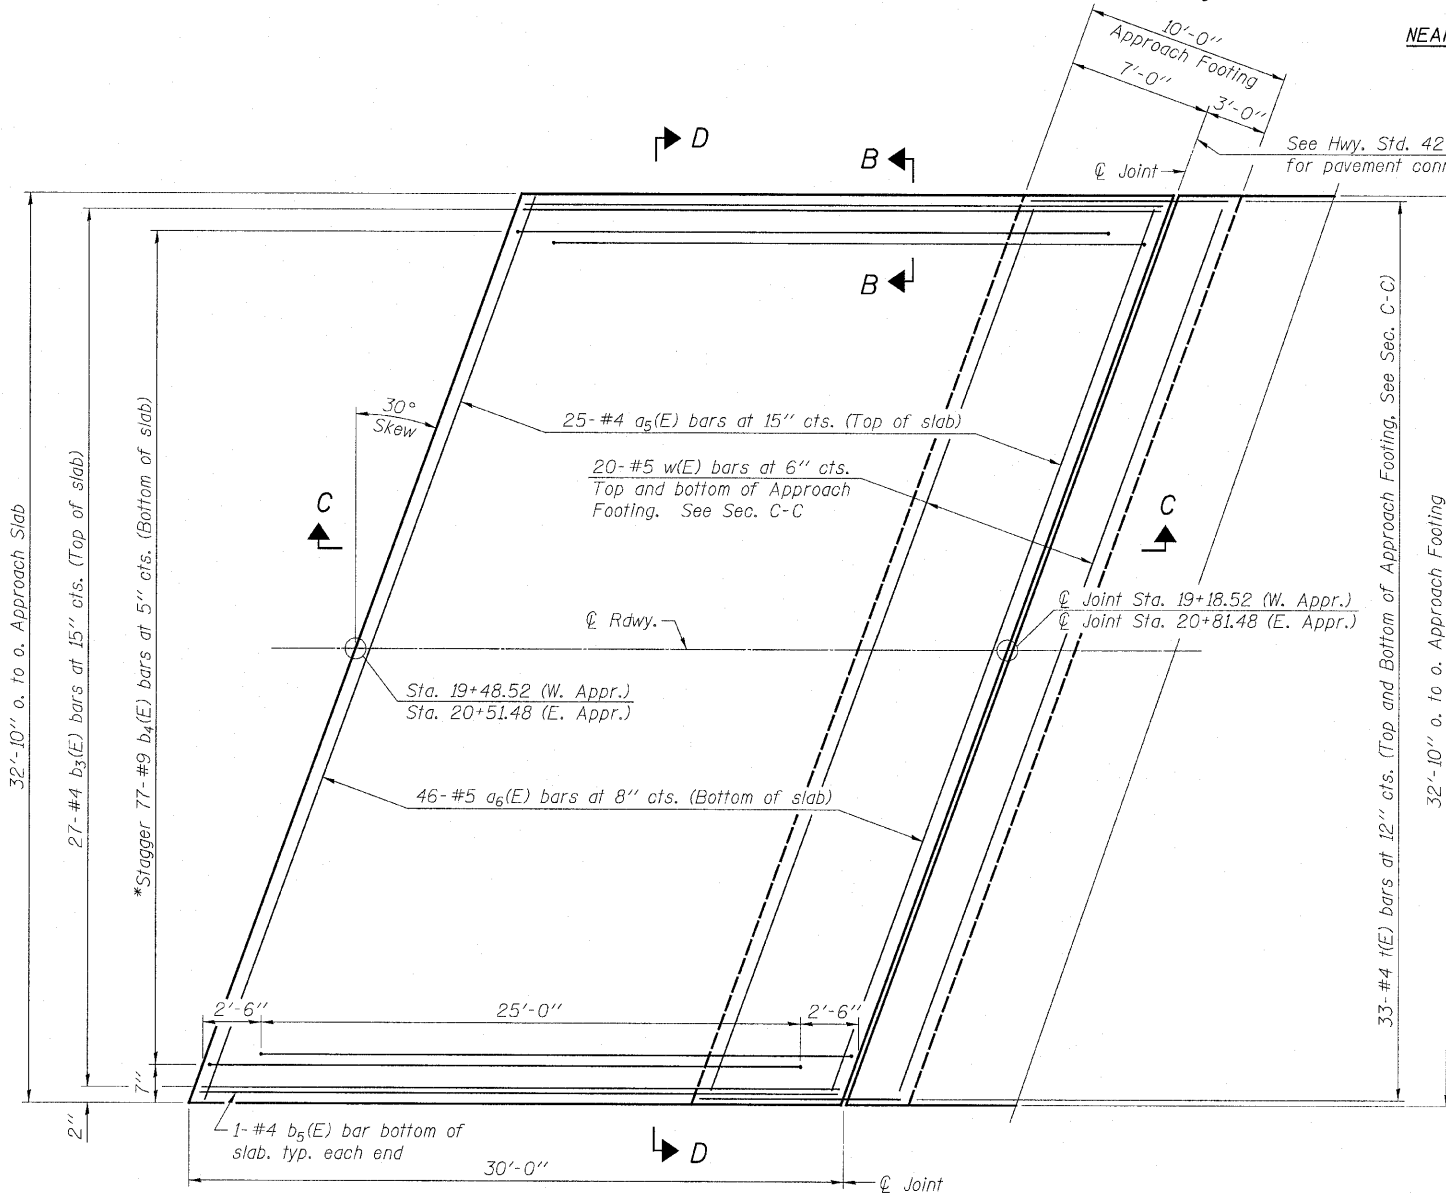 10'-0"
Approach Footing
7'-0"
3'-0"
D
B
℄ Joint
See Hwy. Std. 42
for pavement
B
30°
Skew
25-#4 a5(E) bars at 15" cts. (Top of slab)
20-#5 w(E) bars at 6" cts.
Top and bottom of Approach
Footing. See Sec. C-C
C
C
℄ Rdwy.
℄ Joint Sta. 19+18.52 (W. Appr.)
℄ Joint Sta. 20+81.48 (E. Appr.)
Sta. 19+48.52 (W. Appr.)
Sta. 20+51.48 (E. Appr.)
46-#5 a6(E) bars at 8" cts. (Bottom of slab)
32'-10" o. to o. Approach Slab
27-#4 b3(E) bars at 15" cts. (Top of slab)
*Stagger 77-#9 b4(E) bars at 5" cts. (Bottom of slab)
33-#4 t(E) bars at 12" cts. (Top and Bottom of Approach Footing, See Sec. C-C)
32'-10" o. to o. Approach Footing
2'-6"
25'-0"
2'-6"
7"
2"
1-#4 b5(E) bar bottom of
slab. typ. each end
D
30'-0"
℄ Joint